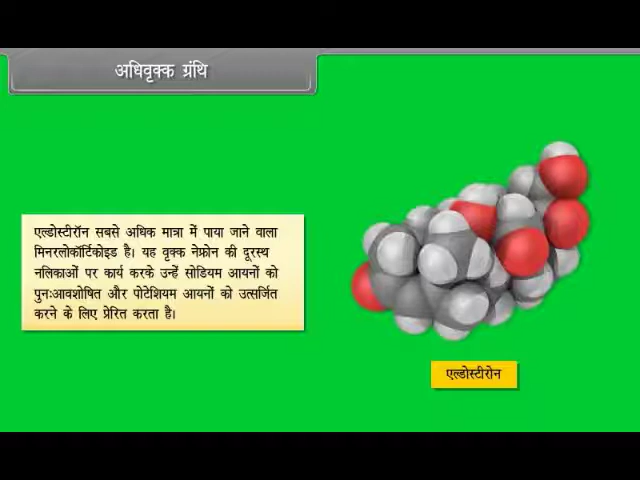 अधिवृक्क ग्रंथि
एल्डोस्टीरॉन सबसे अधिक मात्रा में पाया जाने वाला
मिनरलोकॉर्टिकोइड है। यह वृक्क नेफ्रोन की दूरस्थ
नलिकाओं पर कार्य करके उन्हें सोडियम आयनों को
पुनःआवशोषित और पोटेशियम आयनों को उत्सर्जित
करने के लिए प्रेरित करता है।
एल्डोस्टीरोन